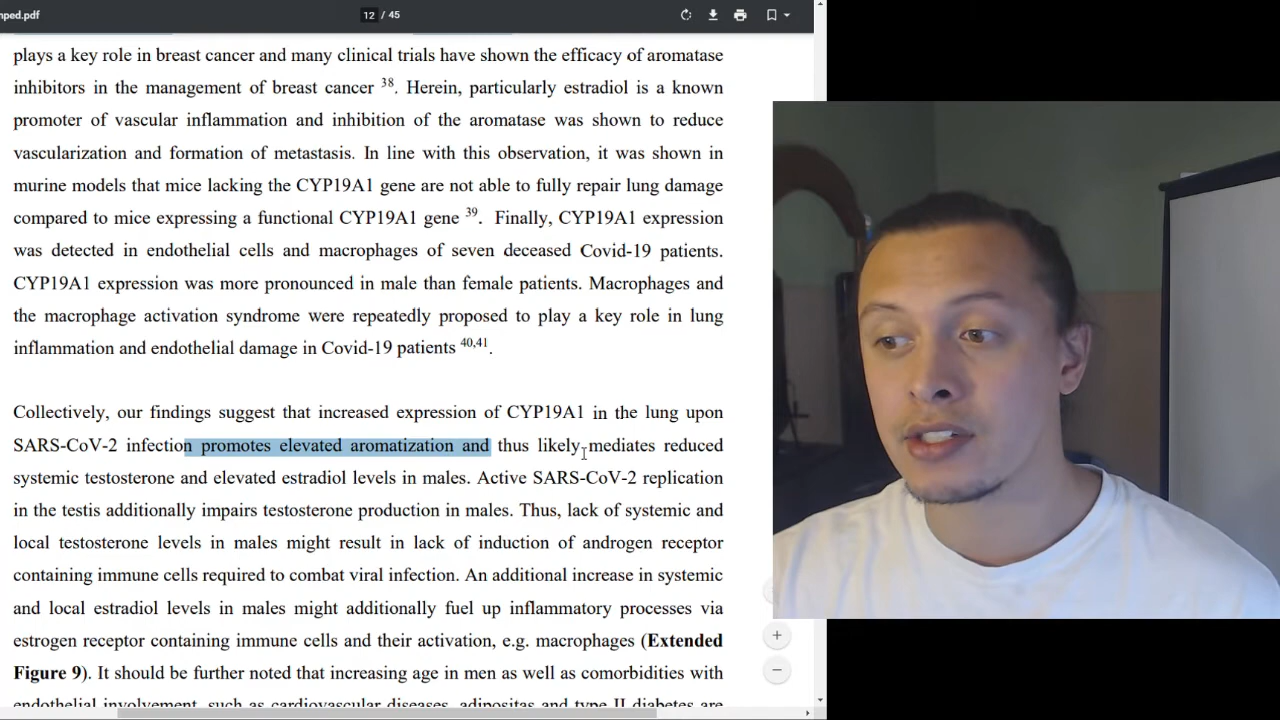 nped.pdf
12 / 45
plays a key role in breast cancer and many clinical trials have shown the efficacy of aromatase
inhibitors in the management of breast cancer 38. Herein, particularly estradiol is a known
promoter of vascular inflammation and inhibition of the aromatase was shown to reduce
vascularization and formation of metastasis. In line with this observation, it was shown in
murine models that mice lacking the CYP19A1 gene are not able to fully repair lung damage
compared to mice expressing a functional CYP19A1 gene 39. Finally, CYP19A1 expression
was detected in endothelial cells and macrophages of seven deceased Covid-19 patients.
CYP19A1 expression was more pronounced in male than female patients. Macrophages and
the macrophage activation syndrome were repeatedly proposed to play a key role in lung
inflammation and endothelial damage in Covid-19 patients 40,41.
Collectively, our findings suggest that increased expression of CYP19A1 in the lung upon
SARS-CoV-2 infection promotes elevated aromatization and thus likely mediates reduced
systemic testosterone and elevated estradiol levels in males. Active SARS-CoV-2 replication
in the testis additionally impairs testosterone production in males. Thus, lack of systemic and
local testosterone levels in males might result in lack of induction of androgen receptor
containing immune cells required to combat viral infection. An additional increase in systemic
and local estradiol levels in males might additionally fuel up inflammatory processes via
estrogen receptor containing immune cells and their activation, e.g. macrophages (Extended
Figure 9). It should be further noted that increasing age in men as well as comorbidities with
endothelial involvement, such as cardiovascular diseases, adipositas and type II diabetes are